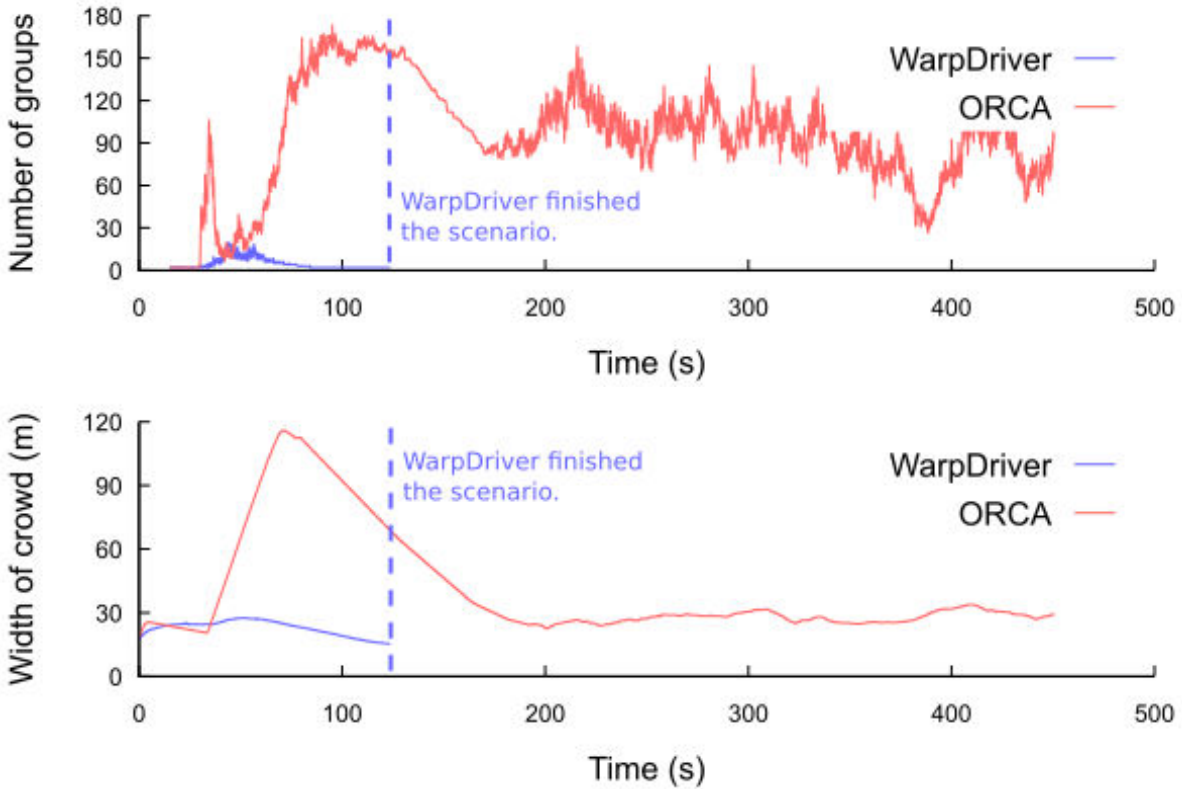 180
150
120
90
60
30
0
Number of groups
WarpDriver
ORCA
WarpDriver finished
the scenario.
0 100 200 300 400 500
Time (s)
120
90
60
30
0
Width of crowd (m)
WarpDriver
ORCA
WarpDriver finished
the scenario.
0 100 200 300 400 500
Time (s)